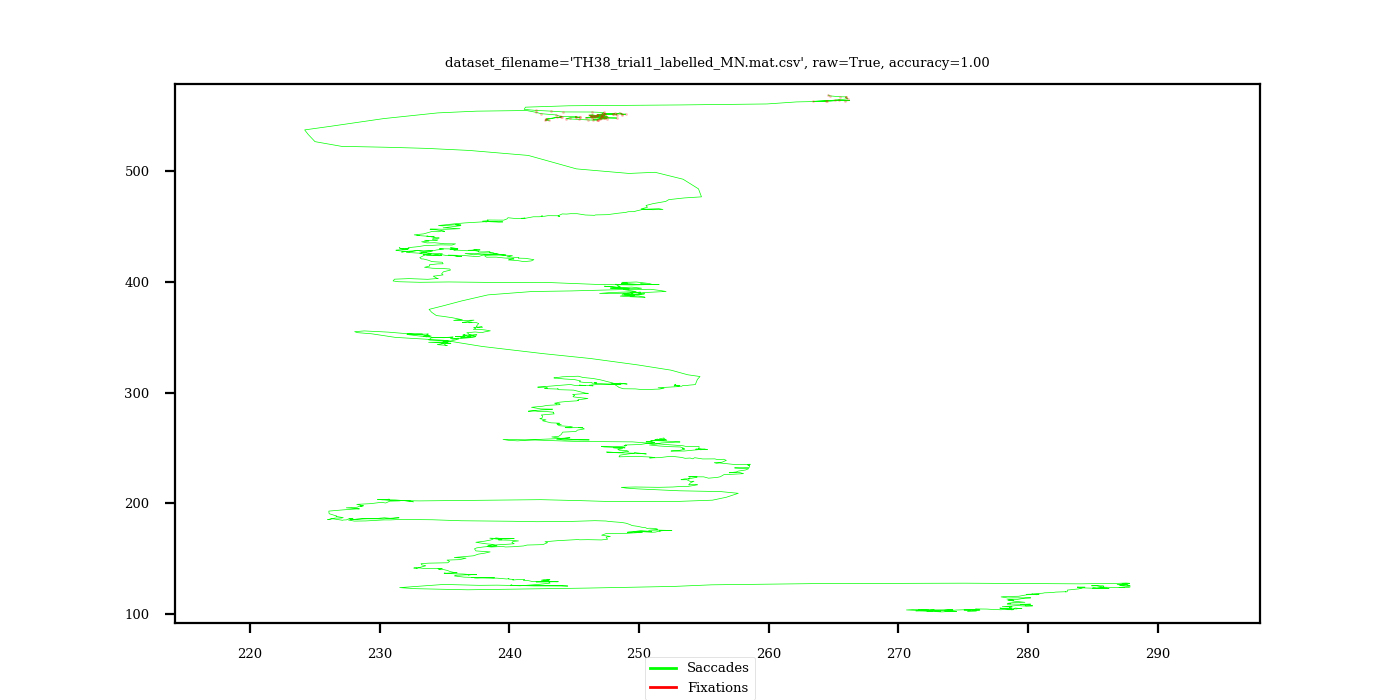 dataset_filename='TH38_trial1_labelled_MN.mat.csv', raw=True, accuracy=1.00
500
400
300
200
100
220 230 240 250 260 270 280 290
Saccades
Fixations